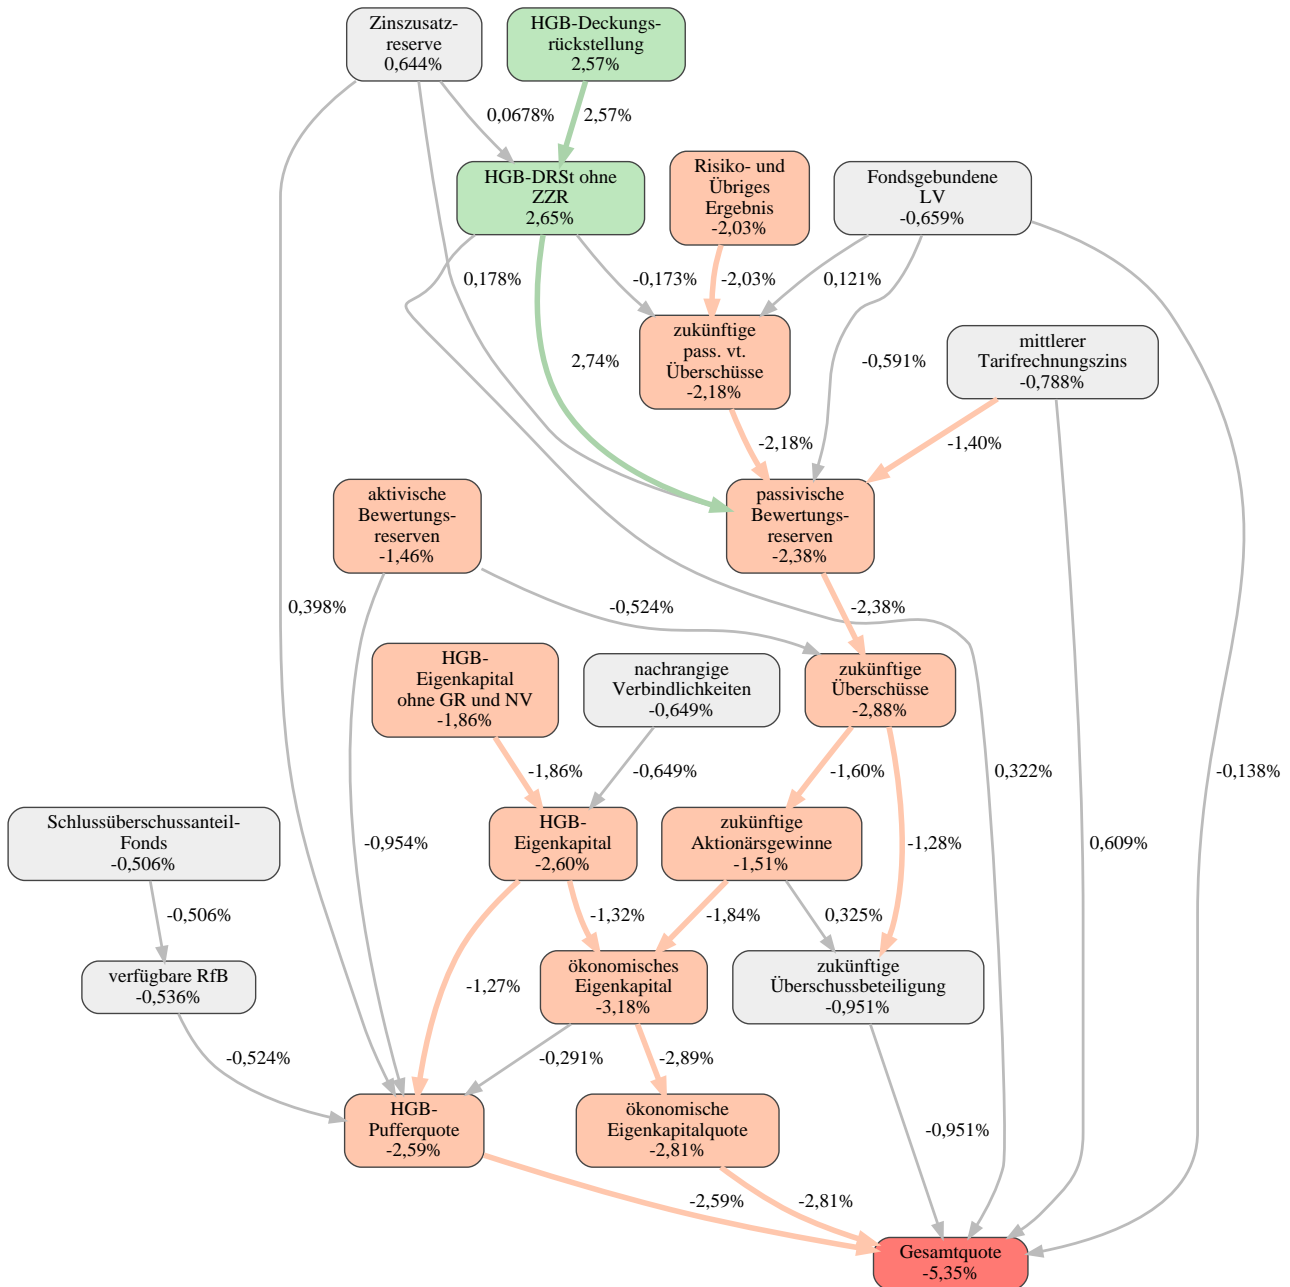 Zinszusatz-
reserve
0,644%
HGB-Deckungs-
rückstellung
2,57%
0,0678%
2,57%
HGB-DRSt ohne
ZZR
2,65%
Risiko- und
Übriges
Ergebnis
-2,03%
Fondsgebundene
LV
-0,659%
0,178%
-0,173%
-2,03%
0,121%
zukünftige
pass. vt.
Überschüsse
-2,18%
mittlerer
Tarifrechnungszins
-0,788%
2,74%
-0,591%
-2,18%
-1,40%
aktivische
Bewertungs-
reserven
-1,46%
passivische
Bewertungs-
reserven
-2,38%
0,398%
-0,524%
-2,38%
HGB-
Eigenkapital
ohne GR und NV
-1,86%
nachrangige
Verbindlichkeiten
-0,649%
zukünftige
Überschüsse
-2,88%
-1,86%
-0,649%
-1,60%
0,322%
-0,138%
Schlussüberschussanteil-
Fonds
-0,506%
-0,954%
HGB-
Eigenkapital
-2,60%
zukünftige
Aktionärsgewinne
-1,51%
-1,28%
0,609%
-0,506%
-1,32%
-1,84%
0,325%
verfügbare RfB
-0,536%
-1,27%
ökonomisches
Eigenkapital
-3,18%
zukünftige
Überschussbeteiligung
-0,951%
-0,524%
-0,291%
-2,89%
HGB-
Pufferquote
-2,59%
ökonomische
Eigenkapitalquote
-2,81%
-0,951%
-2,59%
-2,81%
Gesamtquote
-5,35%